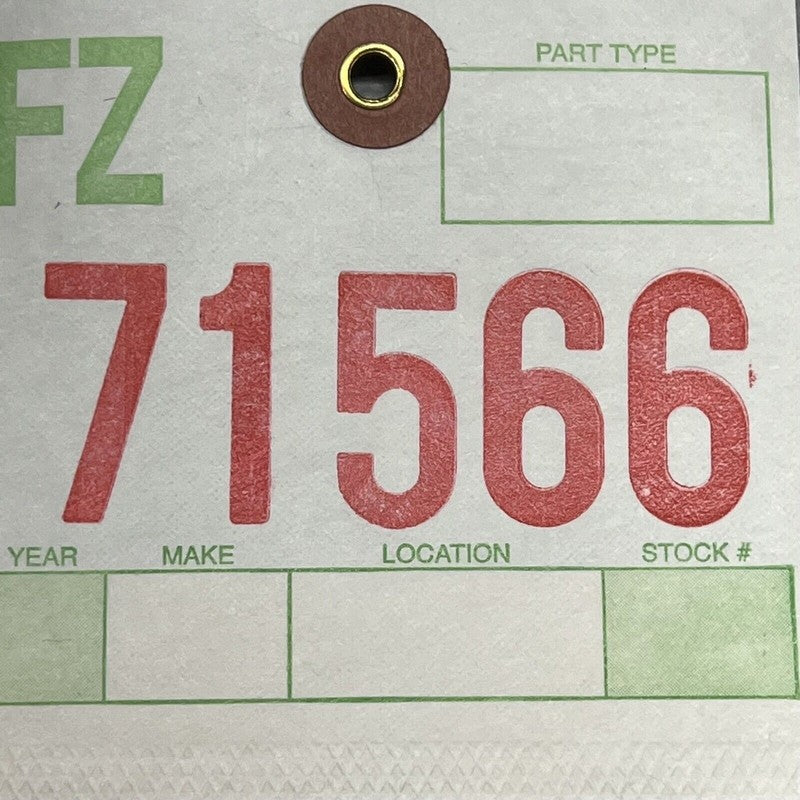 FZ
PART TYPE
71566
YEAR MAKE LOCATION STOCK #